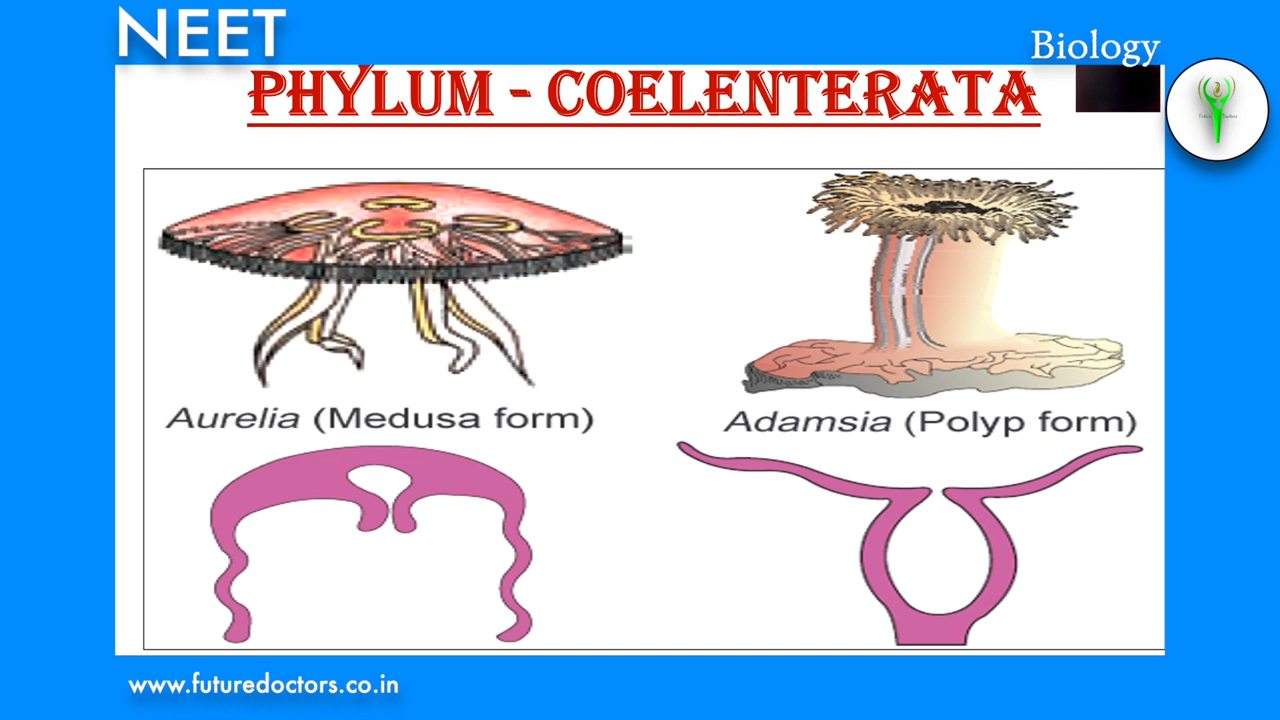 NEET
Biology
PHYLUM - COELENTERATA
Aurelia (Medusa form)
Adamsia (Polyp form)
www.futuredoctors.co.in